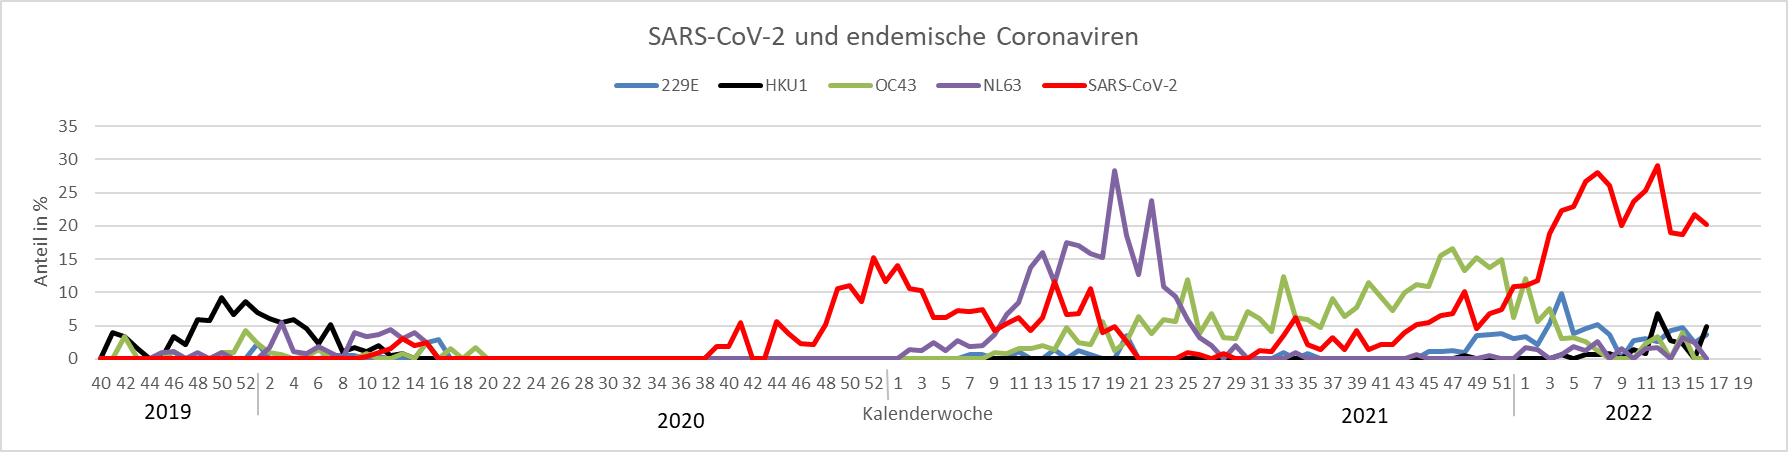 SARS-CoV-2 und endemische Coronaviren
229E HKU1 OC43 NL63 SARS-CoV-2
Anteil in %
35
30
25
20
15
10
5
0
40 42 44 46 48 50 52 2 4 6 8 10 12 14 16 18 20 22 24 26 28 30 32 34 36 38 40 42 44 46 48 50 52 1 3 5 7 9 11 13 15 17 19 21 23 25 27 29 31 33 35 37 39 41 43 45 47 49 51 1 3 5 7 9 11 13 15 17 19
2019 2020 Kalenderwoche 2021 2022